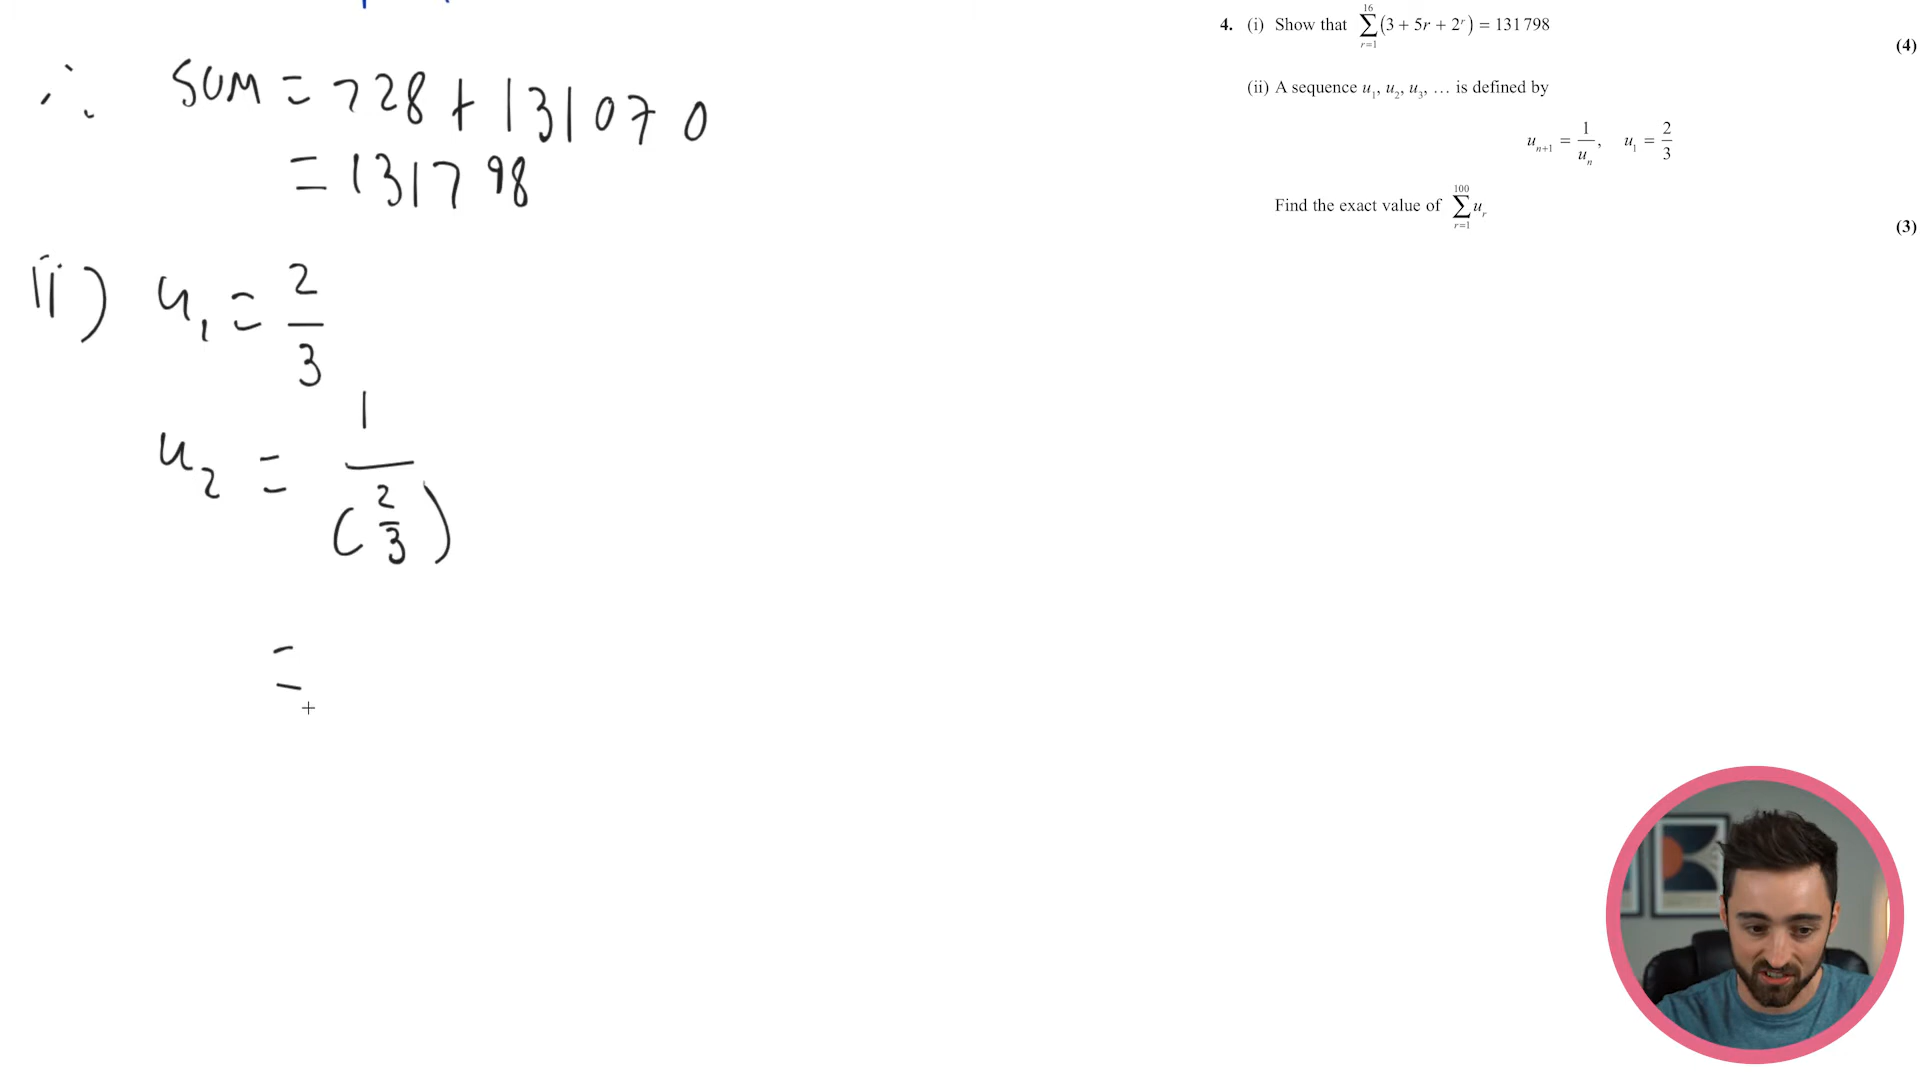 ∴ SUM = 728 + 131070
= 131798
ii) u₁ = 2/3
u₂ = 1/(2/3)
=
4. (i) Show that ∑_{r=1}^{16} (3 + 5r + 2^r) = 131 798
(4)
(ii) A sequence u₁, u₂, u₃, … is defined by
u_{n+1} = 1/u_n, u₁ = 2/3
Find the exact value of ∑_{r=1}^{100} u_r
(3)